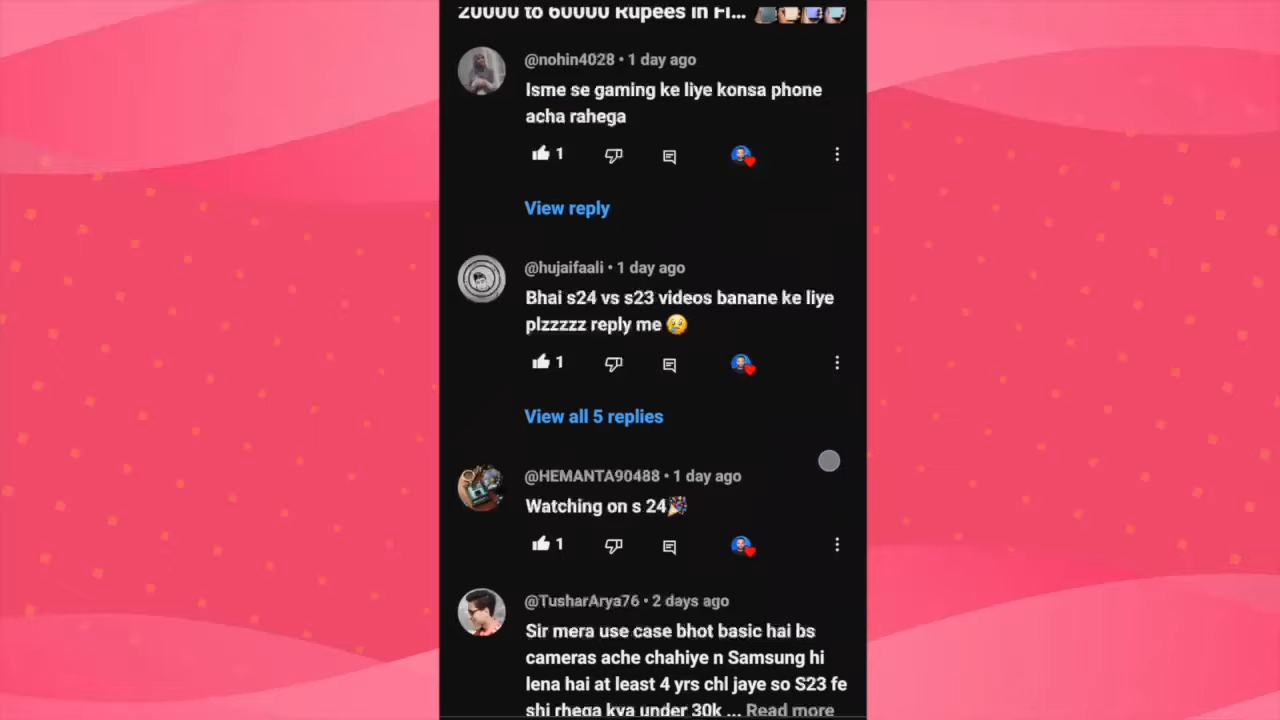 20000 to 60000 Rupees in Fl...
@nohin4028 • 1 day ago
Isme se gaming ke liye konsa phone
acha rahega
1
View reply
@hujaifaali • 1 day ago
Bhai s24 vs s23 videos banane ke liye
plzzzzz reply me 😢
1
View all 5 replies
@HEMANTA90488 • 1 day ago
Watching on s 24🎉
1
@TusharArya76 • 2 days ago
Sir mera use case bhot basic hai bs
cameras ache chahiye n Samsung hi
lena hai at least 4 yrs chl jaye so S23 fe
shi rhega kya under 30k ... Read more